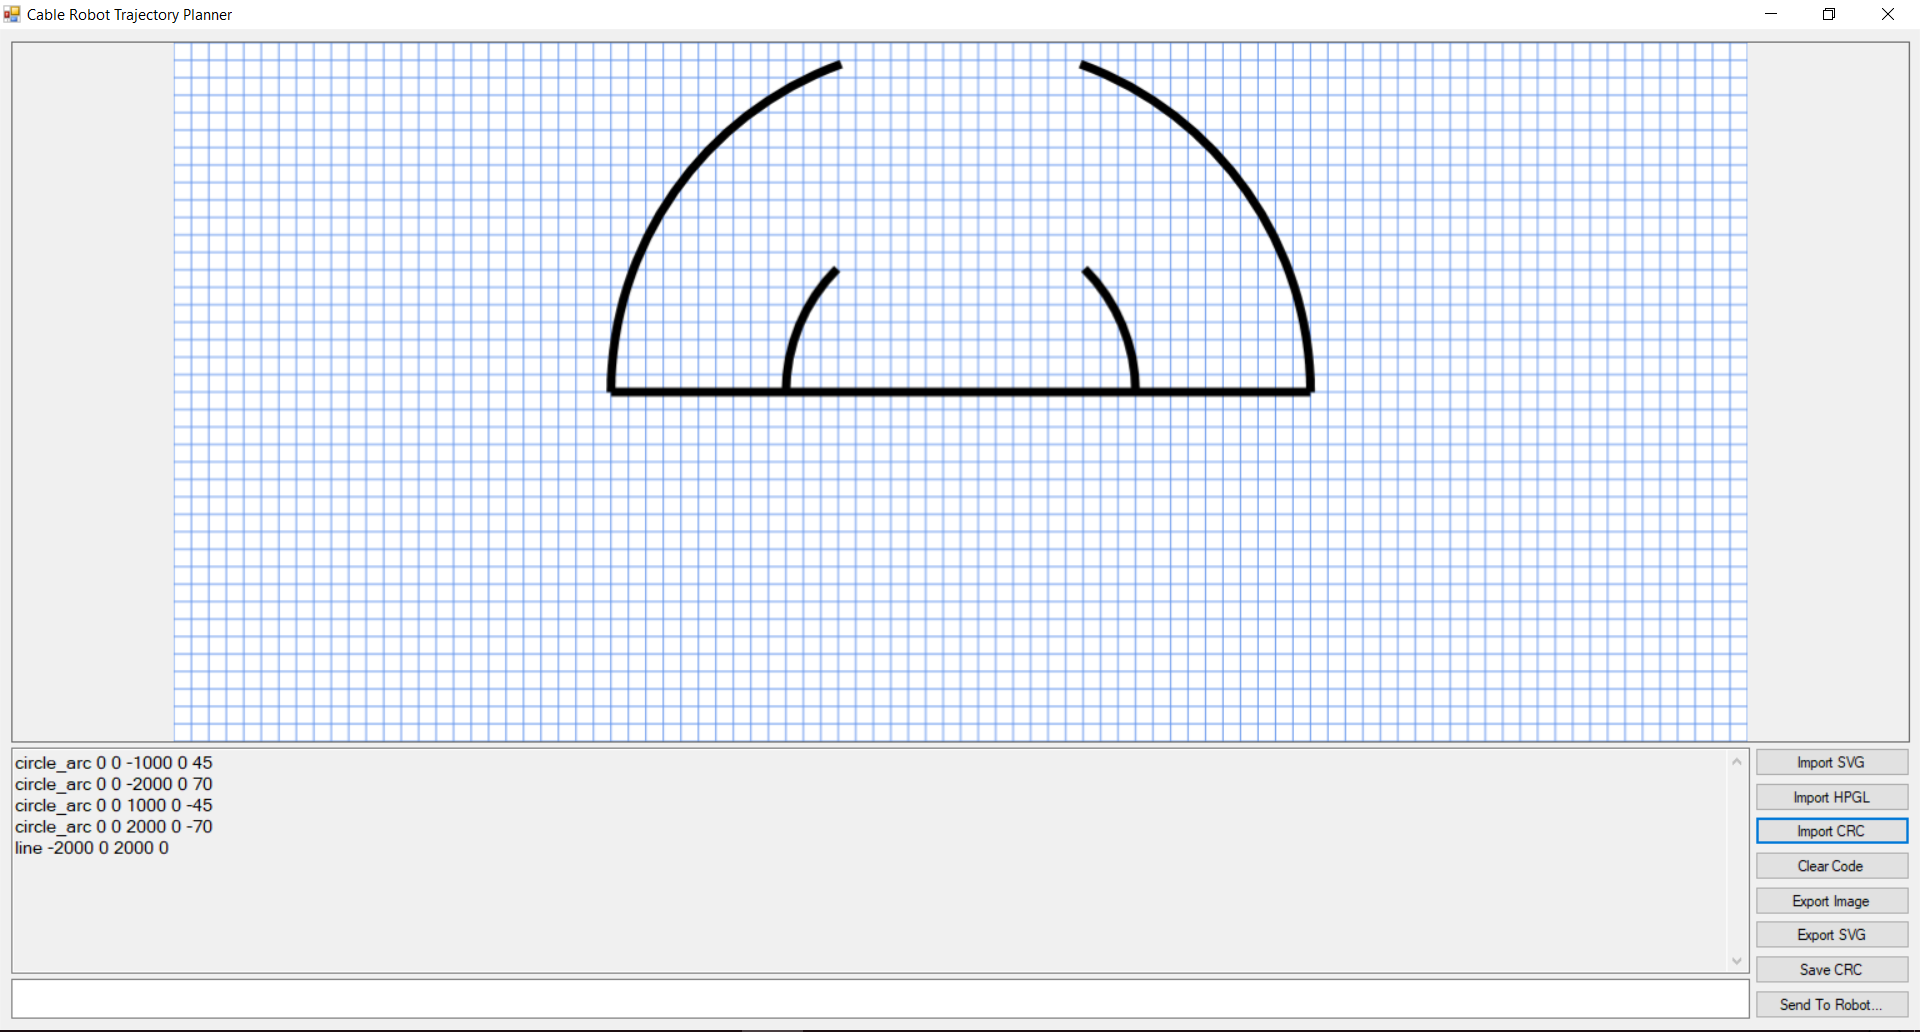 Cable Robot Trajectory Planner
circle_arc 0 0 -1000 0 45
circle_arc 0 0 -2000 0 70
circle_arc 0 0 1000 0 -45
circle_arc 0 0 2000 0 -70
line -2000 0 2000 0
Import SVG
Import HPGL
Import CRC
Clear Code
Export Image
Export SVG
Save CRC
Send To Robot...